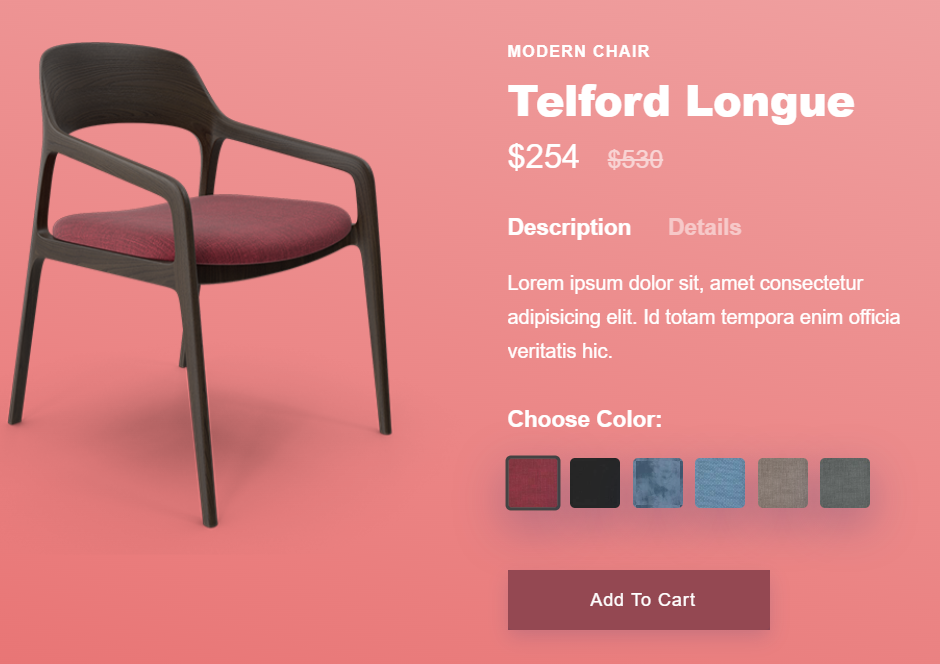 MODERN CHAIR
Telford Longue
$254 $530
Description Details
Lorem ipsum dolor sit, amet consectetur
adipisicing elit. Id totam tempora enim officia
veritatis hic.
Choose Color:
Add To Cart